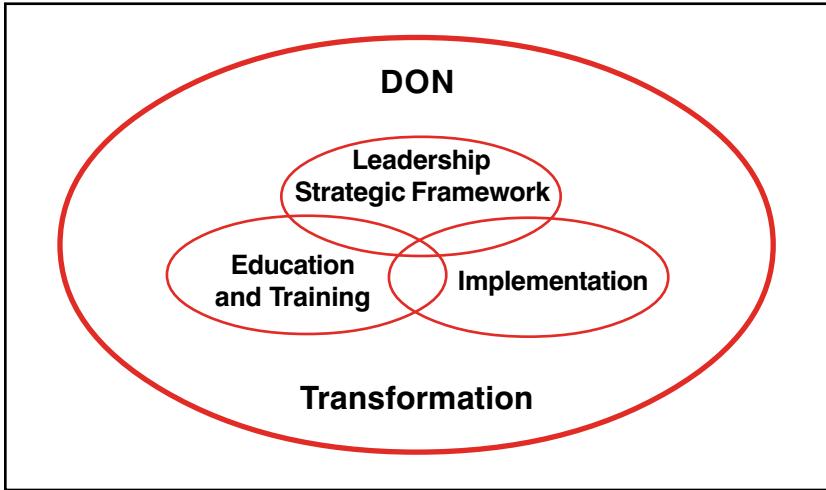 DON
Leadership
Strategic Framework
Education
and Training
Implementation
Transformation